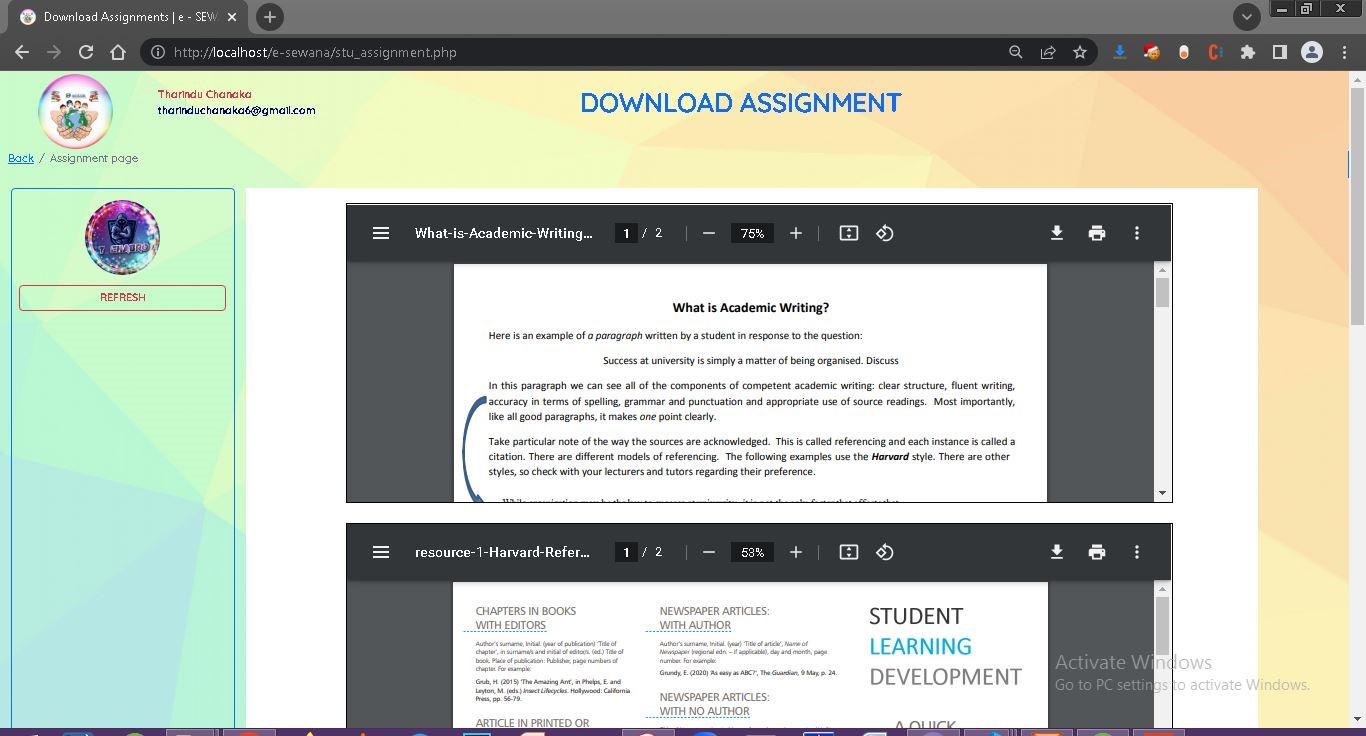 Download Assignments | e - SEW
http://localhost/e-sewana/stu_assignment.php
Tharindu Chanaka
tharinduchanaka6@gmail.com
DOWNLOAD ASSIGNMENT
Back / Assignment page
REFRESH
What-is-Academic-Writing... 1 / 2 75%
What is Academic Writing?
Here is an example of a paragraph written by a student in response to the question:
Success at university is simply a matter of being organised. Discuss
In this paragraph we can see all of the components of competent academic writing: clear structure, fluent writing,
accuracy in terms of spelling, grammar and punctuation and appropriate use of source readings. Most importantly,
like all good paragraphs, it makes one point clearly.
Take particular note of the way the sources are acknowledged. This is called referencing and each instance is called a
citation. There are different models of referencing. The following examples use the Harvard style. There are other
styles, so check with your lecturers and tutors regarding their preference.
resource-1-Harvard-Refer... 1 / 2 53%
CHAPTERS IN BOOKS
WITH EDITORS
Author's surname, Initial. (year of publication) 'Title of
chapter', in surname/s and initial of editor/s. (ed.) Title of
book. Place of publication: Publisher, page numbers of
chapter. For example:
Grub, H. (2015) 'The Amazing Ant', in Phelps, E. and
Leyton, M. (eds.) Insect Lifecycles. Hollywood: California
Press, pp. 56-79.
ARTICLE IN PRINTED OR
NEWSPAPER ARTICLES:
WITH AUTHOR
Author's surname, Initial. (year) 'Title of article', Name of
Newspaper (regional edn. – if applicable), day and month, page
number. For example:
Grundy, E. (2020) 'As easy as ABC?', The Guardian, 9 May, p. 24.
NEWSPAPER ARTICLES:
WITH NO AUTHOR
STUDENT
LEARNING
DEVELOPMENT
A QUICK
Activate Windows
Go to PC settings to activate Windows.